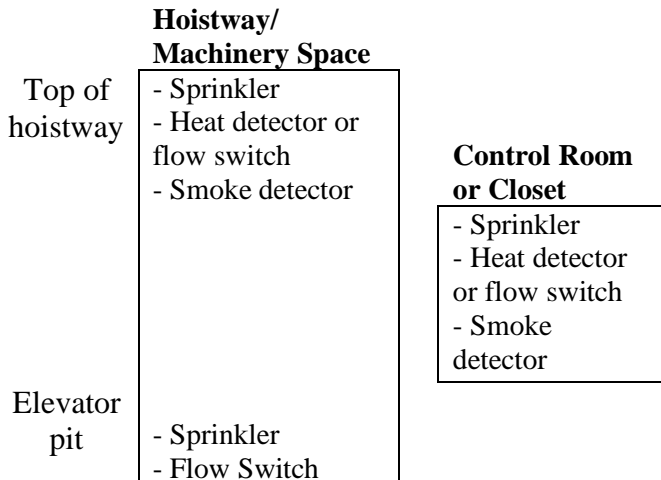 Hoistway/
Machinery Space
Top of
hoistway
- Sprinkler
- Heat detector or
flow switch
- Smoke detector
Control Room
or Closet
- Sprinkler
- Heat detector
or flow switch
- Smoke
detector
Elevator
pit
- Sprinkler
- Flow Switch